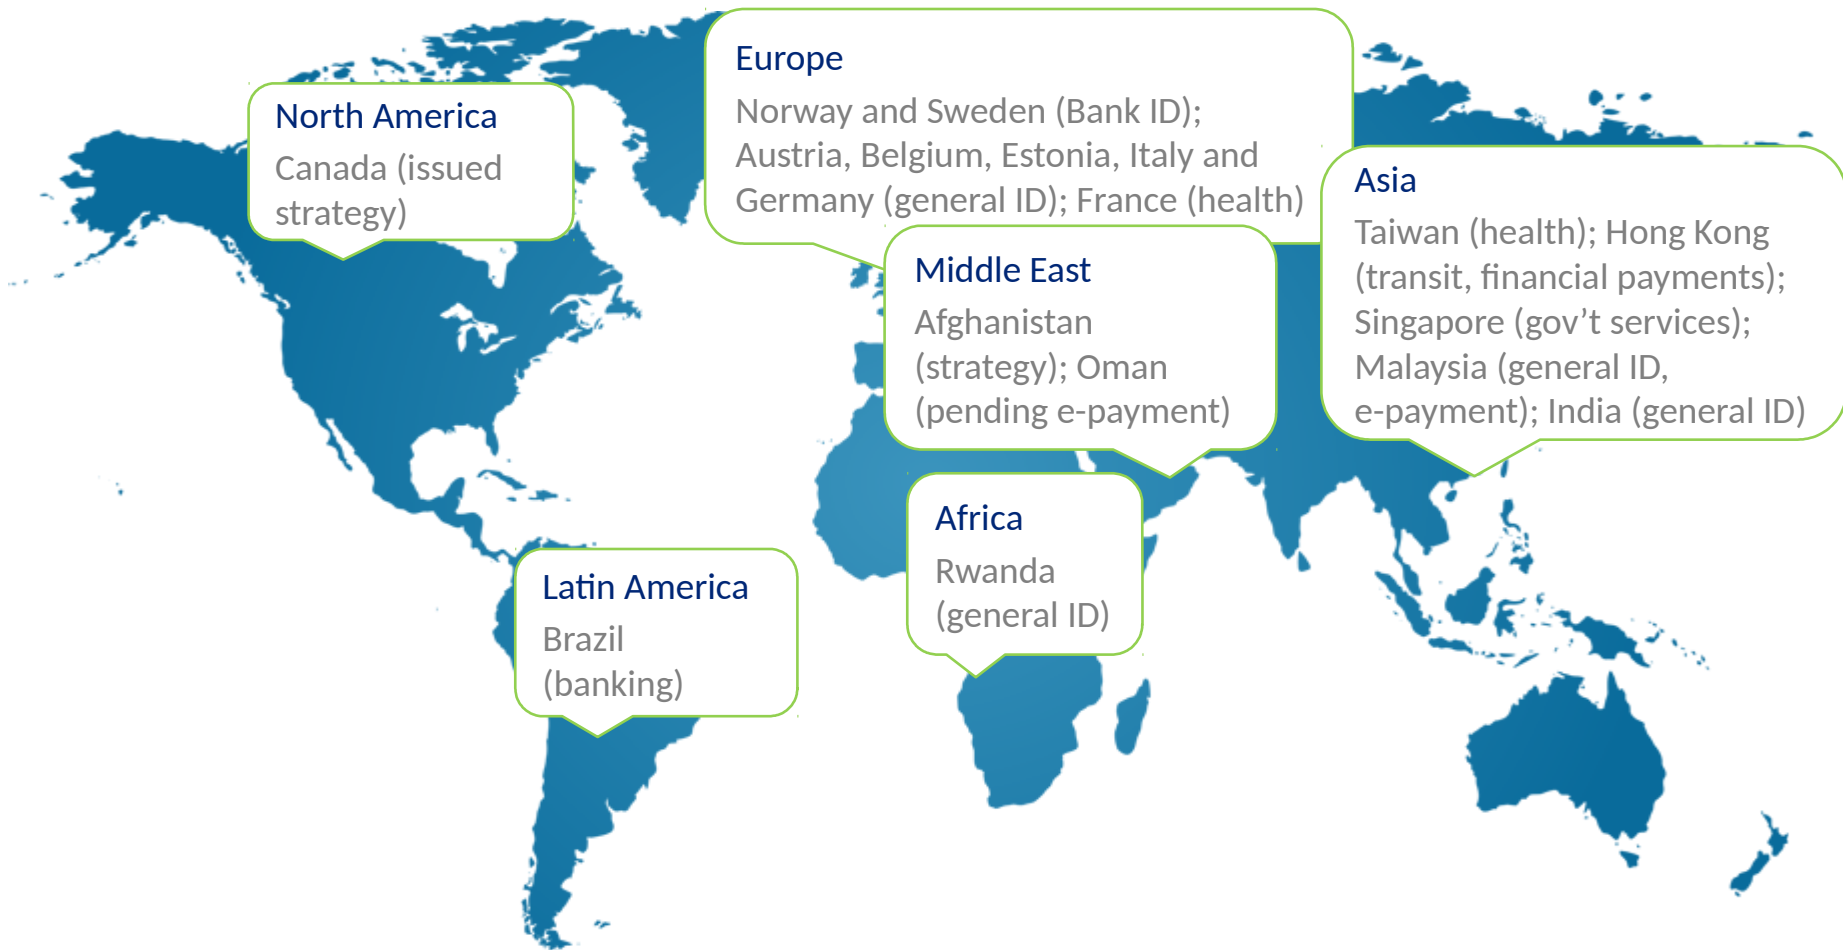 North America
Canada (issued
strategy)
Europe
Norway and Sweden (Bank ID);
Austria, Belgium, Estonia, Italy and
Germany (general ID); France (health)
Asia
Taiwan (health); Hong Kong
(transit, financial payments);
Singapore (gov’t services);
Malaysia (general ID,
e-payment); India (general ID)
Middle East
Afghanistan
(strategy); Oman
(pending e-payment)
Africa
Rwanda
(general ID)
Latin America
Brazil
(banking)